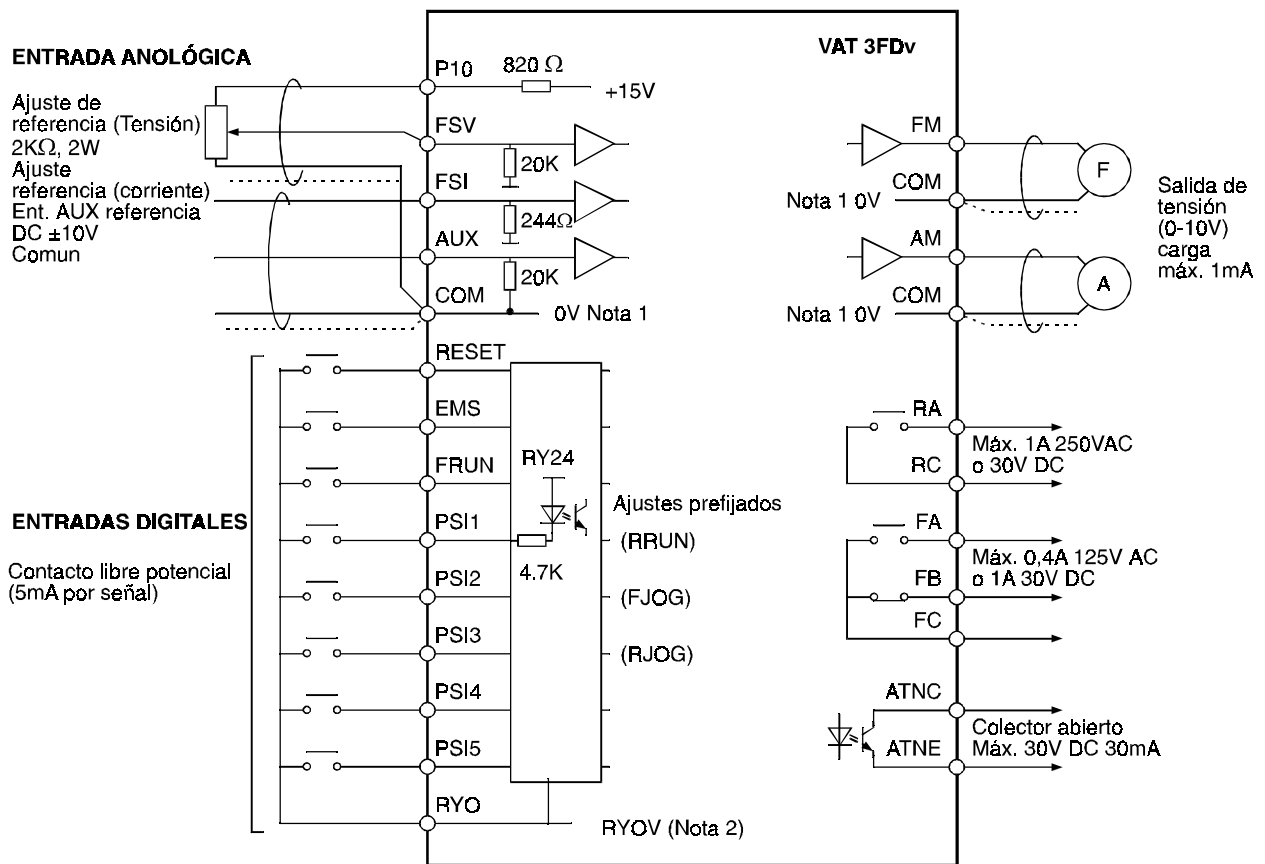 VAT 3FDv
ENTRADA ANOLÓGICA
Ajuste de
referencia (Tensión)
2KΩ, 2W
Ajuste
referencia (corriente)
Ent. AUX referencia
DC ±10V
Comun
P10
820 Ω
+15V
FSV
20K
FSI
244Ω
AUX
20K
COM
0V Nota 1
FM
F
COM
Nota 1 0V
AM
A
COM
Nota 1 0V
Salida de
tensión
(0-10V)
carga
máx. 1mA
ENTRADAS DIGITALES
Contacto libre potencial
(5mA por señal)
RESET
EMS
FRUN
PSI1
PSI2
PSI3
PSI4
PSI5
RYO
RY24
4.7K
Ajustes prefijados
(RRUN)
(FJOG)
(RJOG)
RYOV (Nota 2)
RA
RC
Máx. 1A 250VAC
o 30V DC
FA
FB
FC
Máx. 0,4A 125V AC
o 1A 30V DC
ATNC
ATNE
Colector abierto
Máx. 30V DC 30mA